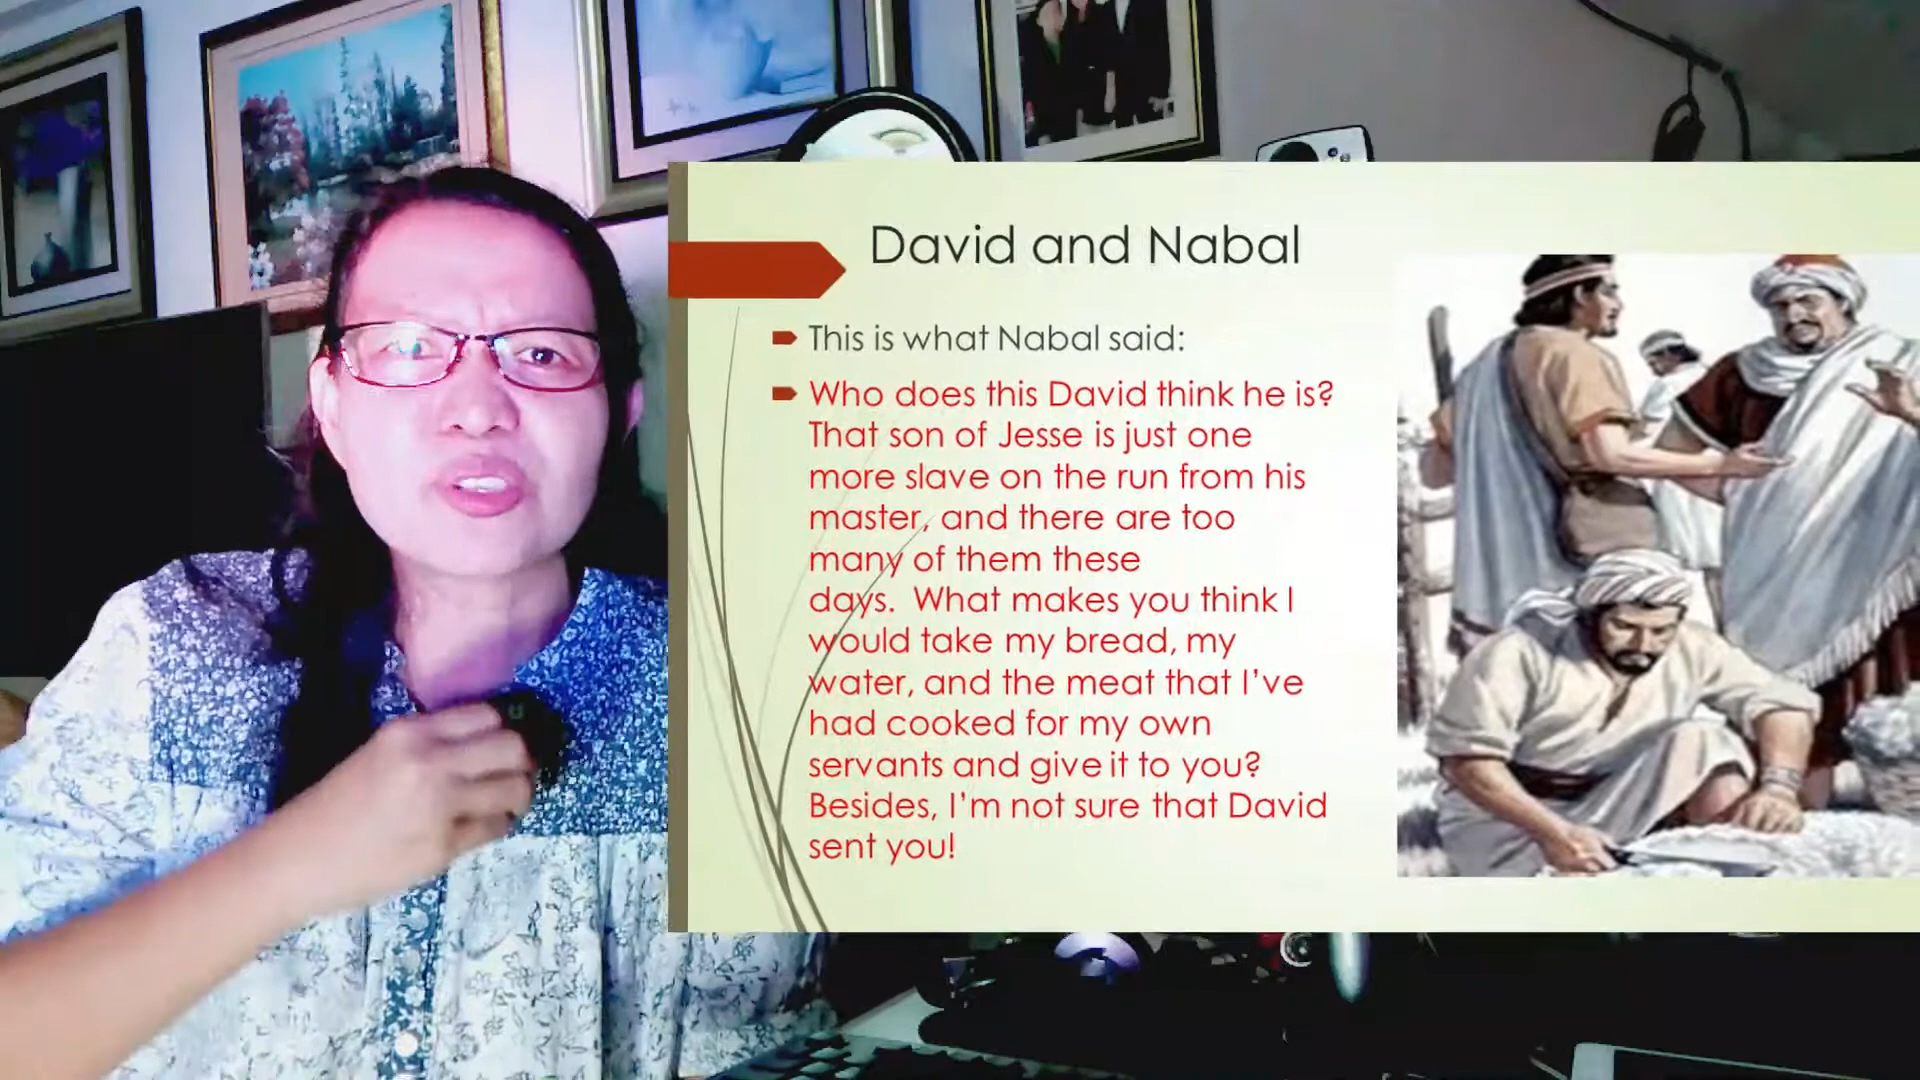 David and Nabal
This is what Nabal said:
Who does this David think he is?
That son of Jesse is just one
more slave on the run from his
master, and there are too
many of them these
days.  What makes you think I
would take my bread, my
water, and the meat that I've
had cooked for my own
servants and give it to you?
Besides, I'm not sure that David
sent you!